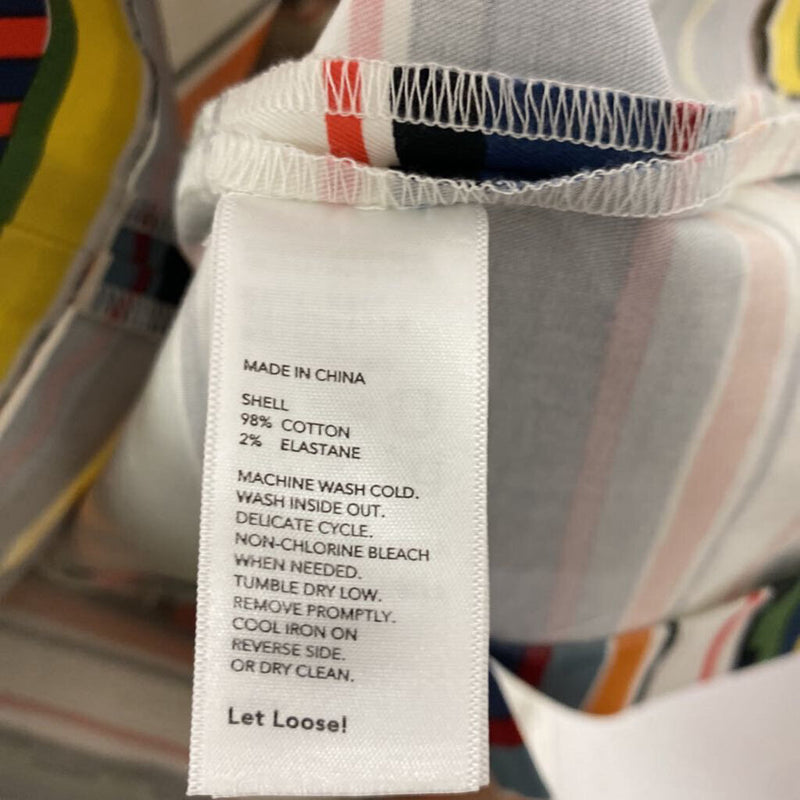 MADE IN CHINA
SHELL
98% COTTON
2% ELASTANE
MACHINE WASH COLD.
WASH INSIDE OUT.
DELICATE CYCLE.
NON-CHLORINE BLEACH
WHEN NEEDED.
TUMBLE DRY LOW.
REMOVE PROMPTLY.
COOL IRON ON
REVERSE SIDE.
OR DRY CLEAN.
Let Loose!